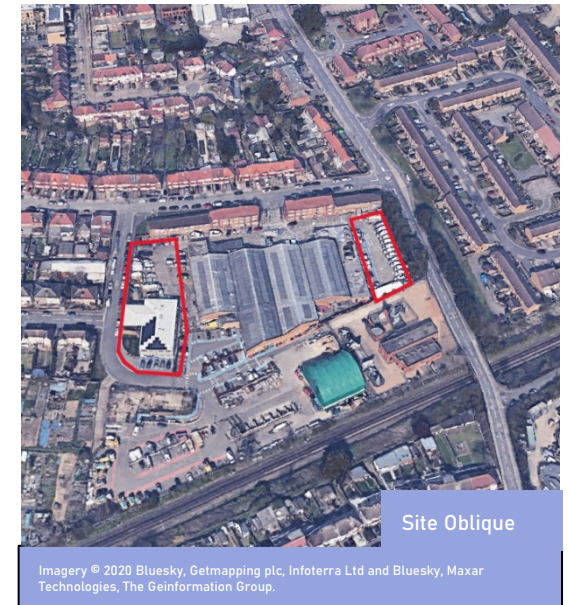 Site Oblique
Imagery © 2020 Bluesky, Getmapping plc, Infoterra Ltd and Bluesky, Maxar
Technologies, The Geinformation Group.